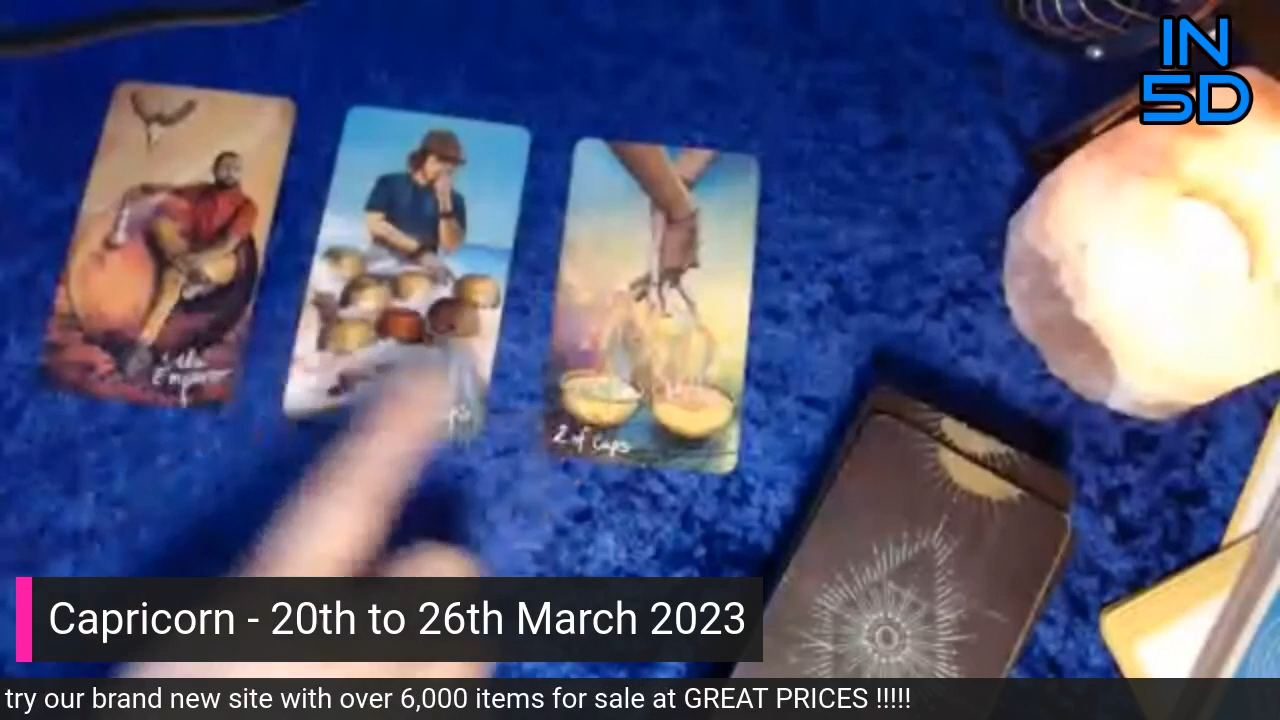 IN
5D
the
Emperor
2 of cups
Capricorn - 20th to 26th March 2023
try our brand new site with over 6,000 items for sale at GREAT PRICES !!!!!